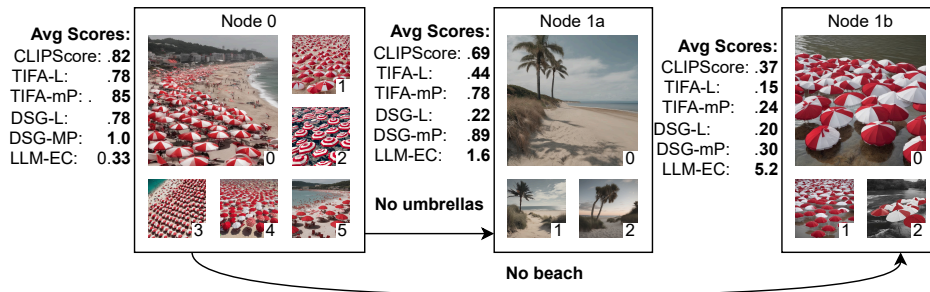 Node 0
Avg Scores:
CLIPScore: .82
TIFA-L: .78
TIFA-mP: . 85
DSG-L: .78
DSG-MP: 1.0
LLM-EC: 0.33
0
1
2
3
4
5
No umbrellas
No beach
Node 1a
Avg Scores:
CLIPScore: .69
TIFA-L: .44
TIFA-mP: .78
DSG-L: .22
DSG-mP: .89
LLM-EC: 1.6
0
1
2
Node 1b
Avg Scores:
CLIPScore: .37
TIFA-L: .15
TIFA-mP: .24
DSG-L: .20
DSG-mP: .30
LLM-EC: 5.2
0
1
2